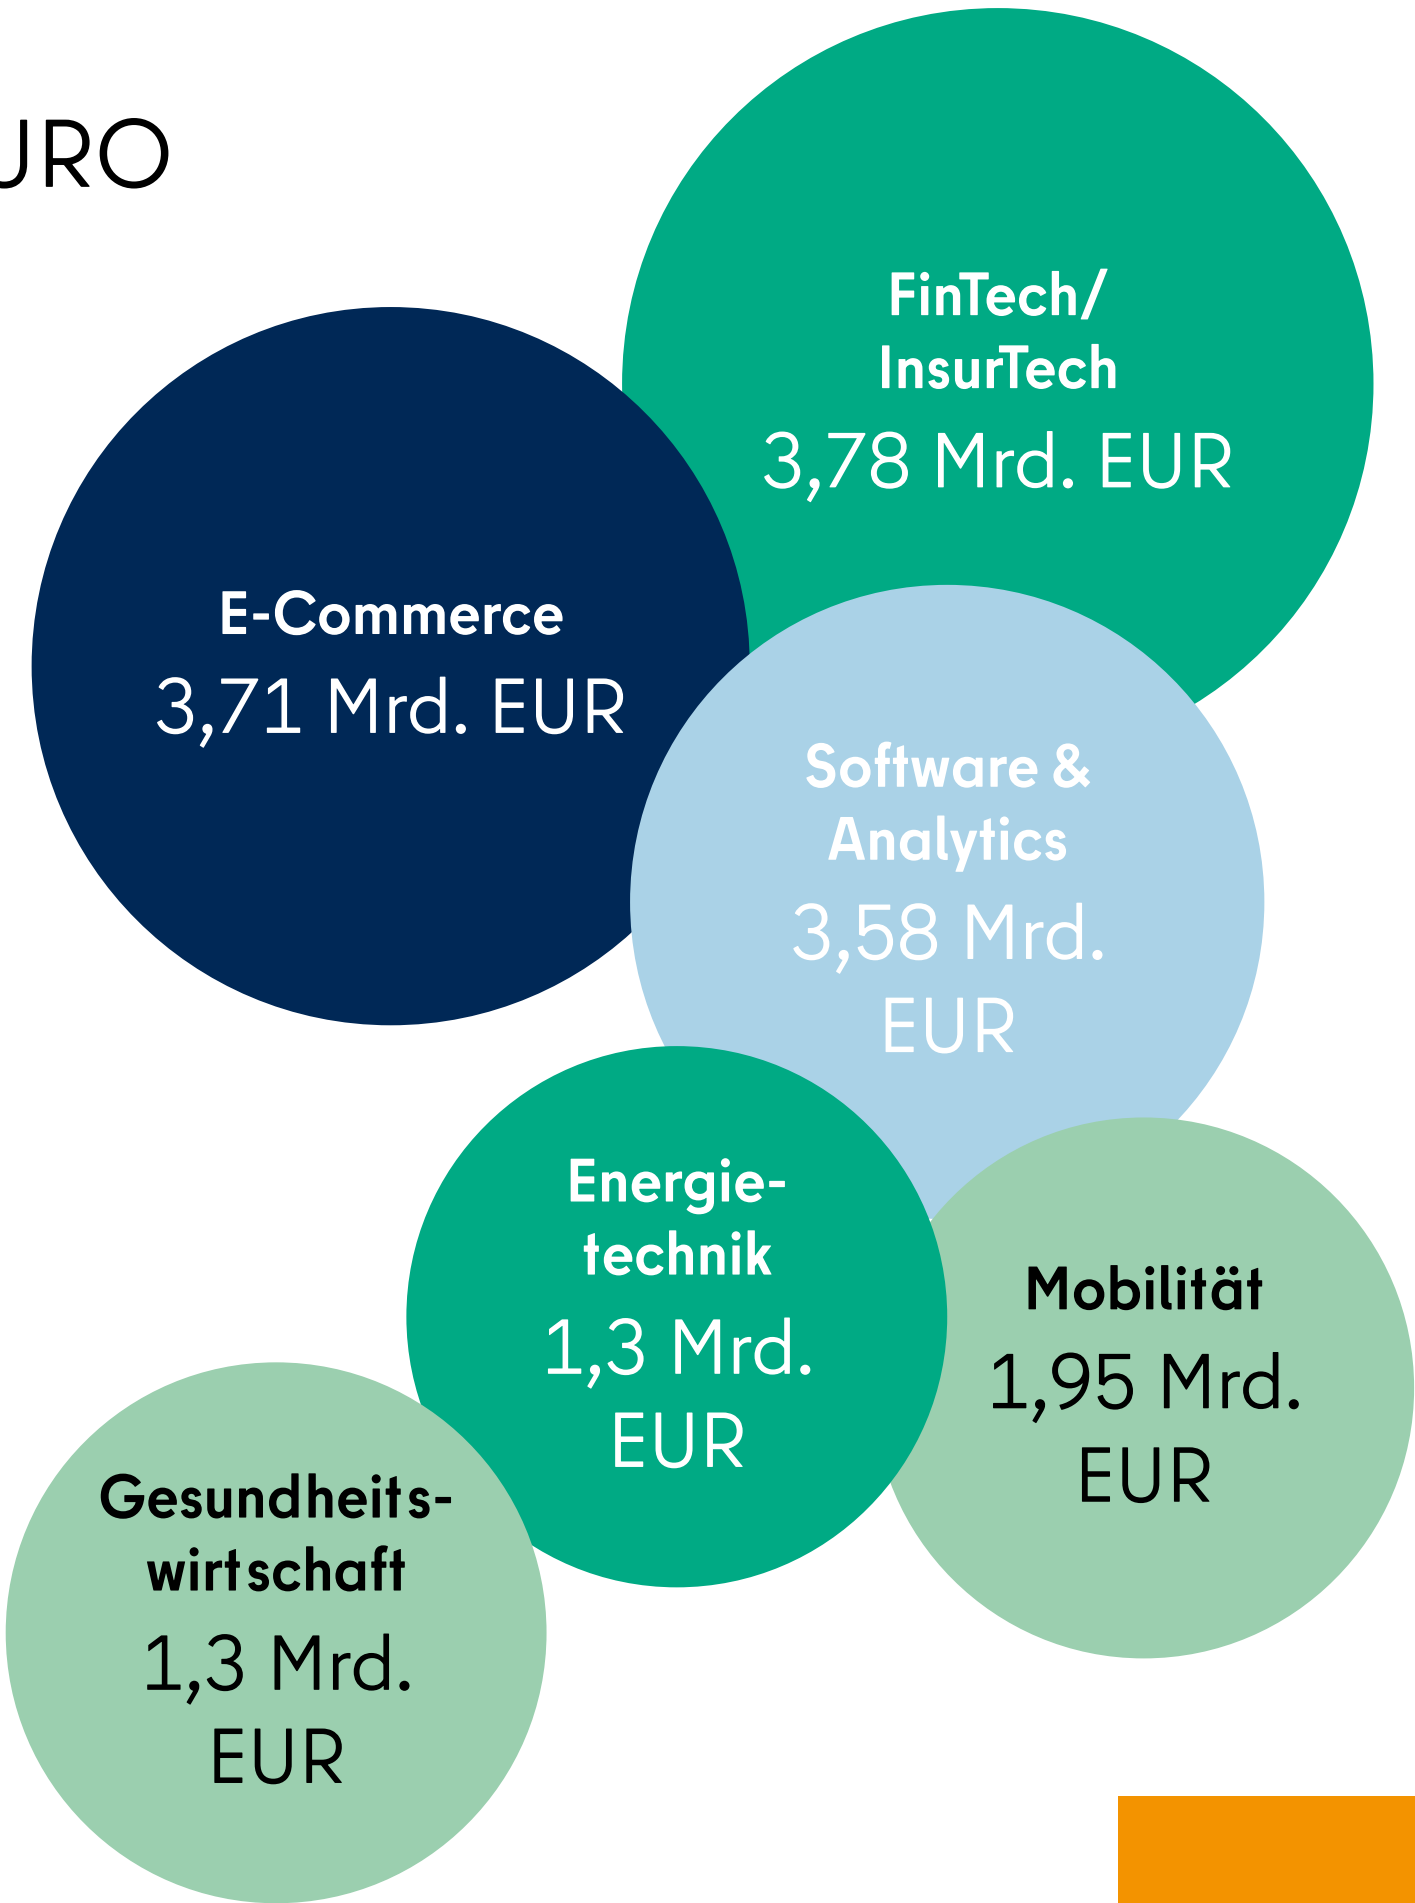 URO
FinTech/
InsurTech
3,78 Mrd. EUR
E-Commerce
3,71 Mrd. EUR
Software &
Analytics
3,58 Mrd.
EUR
Energie-
technik
1,3 Mrd.
EUR
Mobilität
1,95 Mrd.
EUR
Gesundheits-
wirtschaft
1,3 Mrd.
EUR